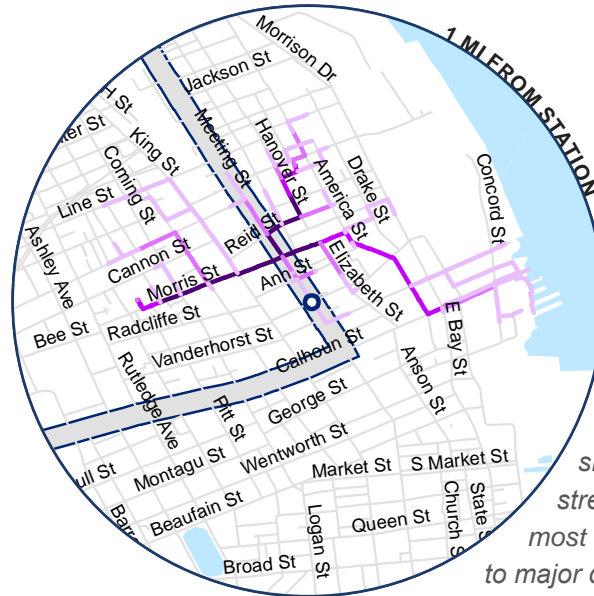 Morrison Dr
1 MI FROM STATION
Jackson St
H St
King St
Meeting St
Hanover St
America St
Drake St
Concord St
Coming St
Line St
Reid St
Ashley Ave
Cannon St
Ann St
Elizabeth St
Morris St
Radcliffe St
Bee St
E Bay St
Vanderhorst St
Calhoun St
Rutledge Ave
Pitt St
George St
Anson St
Wentworth St
Montagu St
Market St
S Market St
Beaufain St
Logan St
Queen St
Church S
State S
Broad St
stre
most
to major d